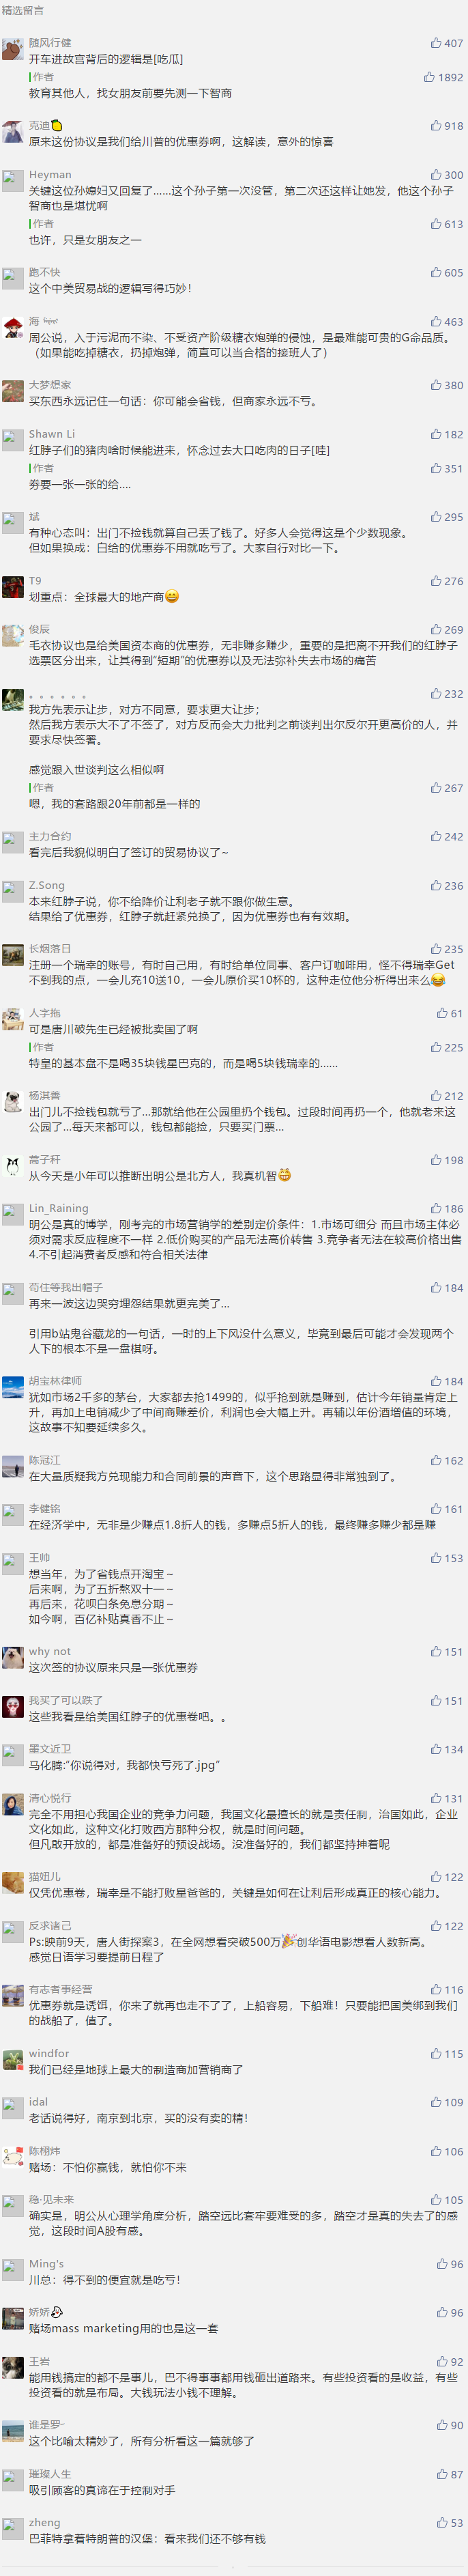 精选留言
随风行健
407
开车进故宫背后的逻辑是[吃瓜]
作者
1892
教育其他人，找女朋友前要先测一下智商
克迪🍋
918
原来这份协议是我们给川普的优惠券啊，这解读，意外的惊喜
Heyman
300
关键这位孙媳妇又回复了......这个孙子第一次没管，第二次还这样让她发，他这个孙子
智商也是堪忧啊
作者
613
也许，只是女朋友之一
跑不快
605
这个中美贸易战的逻辑写得巧妙！
海
463
周公说，入于污泥而不染、不受资产阶级糖衣炮弹的侵蚀，是最难能可贵的G命品质。
（如果能吃掉糖衣，扔掉炮弹，简直可以当合格的接班人了）
大梦想家
380
买东西永远记住一句话：你可能会省钱，但商家永远不亏。
Shawn Li
182
红脖子们的猪肉啥时候能进来，怀念过去大口吃肉的日子[哇]
作者
351
券要一张一张的给....
斌
295
有种心态叫：出门不捡钱就算自己丢了钱了。好多人会觉得这是个少数现象。
但如果换成：白给的优惠券不用就吃亏了。大家自行对比一下。
T9
276
划重点：全球最大的地产商😄
俊辰
269
毛衣协议也是给美国资本商的优惠券，无非赚多赚少，重要的是把离不开我们的红脖子
选票区分出来，让其得到“短期”的优惠券以及无法弥补失去市场的痛苦
。。。。。。
232
我方先表示让步，对方不同意，要求更大让步；
然后我方表示大不了不签了，对方反而会大力批判之前谈判出尔反尔开更高价的人，并
要求尽快签署。
感觉跟入世谈判这么相似啊
作者
267
嗯，我的套路跟20年前都是一样的
主力合约
242
看完后我貌似明白了签订的贸易协议了～
Z.Song
236
本来红脖子说，你不给降价让利老子就不跟你做生意。
结果给了优惠券，红脖子就赶紧兑换了，因为优惠券也有有效期。
长烟落日
235
注册一个瑞幸的账号，有时自己用，有时给单位同事、客户订咖啡用，怪不得瑞幸Get
不到我的点，一会儿充10送10，一会儿原价买10杯的，这种走位他分析得出来么😂
人字拖
61
可是唐川破先生已经被批卖国了啊
作者
225
特皇的基本盘不是喝35块钱星巴克的，而是喝5块钱瑞幸的......
杨淇善
212
出门儿不捡钱包就亏了...那就给他在公园里扔个钱包。过段时间再扔一个，他就老来这
公园了...每天来都可以，钱包都能捡，只要买门票...
蒿子秆
198
从今天是小年可以推断出明公是北方人，我真机智😁
Lin_Raining
186
明公是真的博学，刚考完的市场营销学的差别定价条件：1.市场可细分 而且市场主体必
须对需求反应程度不一样 2.低价购买的产品无法高价转售 3.竞争者无法在较高价格出售
4.不引起消费者反感和符合相关法律
苟住等我出帽子
184
再来一波这边哭穷埋怨结果就更完美了...
引用b站鬼谷藏龙的一句话，一时的上下风没什么意义，毕竟到最后可能才会发现两个
人下的根本不是一盘棋呀。
胡宝林律师
184
犹如市场2千多的茅台，大家都去抢1499的，似乎抢到就是赚到，估计今年销量肯定上
升，再加上电销减少了中间商赚差价，利润也会大幅上升。再辅以年份酒增值的环境，
这故事不知要延续多久。
陈冠江
162
在大量质疑我方兑现能力和合同前景的声音下，这个思路显得非常独到了。
李健铭
161
在经济学中，无非是少赚点1.8折人的钱，多赚点5折人的钱，最终赚多赚少都是赚
王帅
153
想当年，为了省钱点开淘宝～
后来啊，为了五折熬双十一～
再后来，花呗白条免息分期～
如今啊，百亿补贴真香不止～
why not
151
这次签的协议原来只是一张优惠券
我买了可以跌了
151
这些我看是给美国红脖子的优惠卷吧。。
墨文近卫
134
马化腾:“你说得对，我都快亏死了.jpg”
清心悦行
131
完全不用担心我国企业的竞争力问题，我国文化最擅长的就是责任制，治国如此，企业
文化如此，这种文化打败西方那种分权，就是时间问题。
但凡敢开放的，都是准备好的预设战场。没准备好的，我们都坚持抻着呢
猫妞儿
122
仅凭优惠卷，瑞幸是不能打败星爸爸的，关键是如何在让利后形成真正的核心能力。
反求诸己
122
Ps:映前9天，唐人街探案3，在全网想看突破500万🎉创华语电影想看人数新高。
感觉日语学习要提前日程了
有志者事经营
116
优惠券就是诱饵，你来了就再也走不了了，上船容易，下船难！只要能把国美绑到我们
的战船了，值了。
windfor
115
我们已经是地球上最大的制造商加营销商了
idal
109
老话说得好，南京到北京，买的没有卖的精！
陈栩炜
106
赌场：不怕你赢钱，就怕你不来
稳·见未来
105
确实是，明公从心理学角度分析，踏空远比套牢要难受的多，踏空才是真的失去了的感
觉，这段时间A股有感。
Ming's
96
川总：得不到的便宜就是吃亏！
娇娇
96
赌场mass marketing用的也是这一套
王岩
92
能用钱搞定的都不是事儿，巴不得事事都用钱砸出道路来。有些投资看的是收益，有些
投资看的就是布局。大钱玩法小钱不理解。
谁是罗
90
这个比喻太精妙了，所有分析看这一篇就够了
璀璨人生
87
吸引顾客的真谛在于控制对手
zheng
53
巴菲特拿着特朗普的汉堡：看来我们还不够有钱